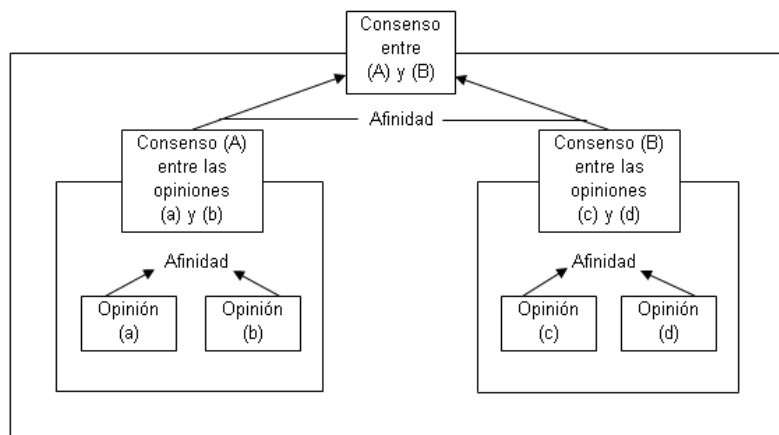 Consenso
entre
(A) y (B)
Afinidad
Consenso (A)
entre las
opiniones
(a) y (b)
Consenso (B)
entre las
opiniones
(c) y (d)
Afinidad
Afinidad
Opinión
(a)
Opinión
(b)
Opinión
(c)
Opinión
(d)